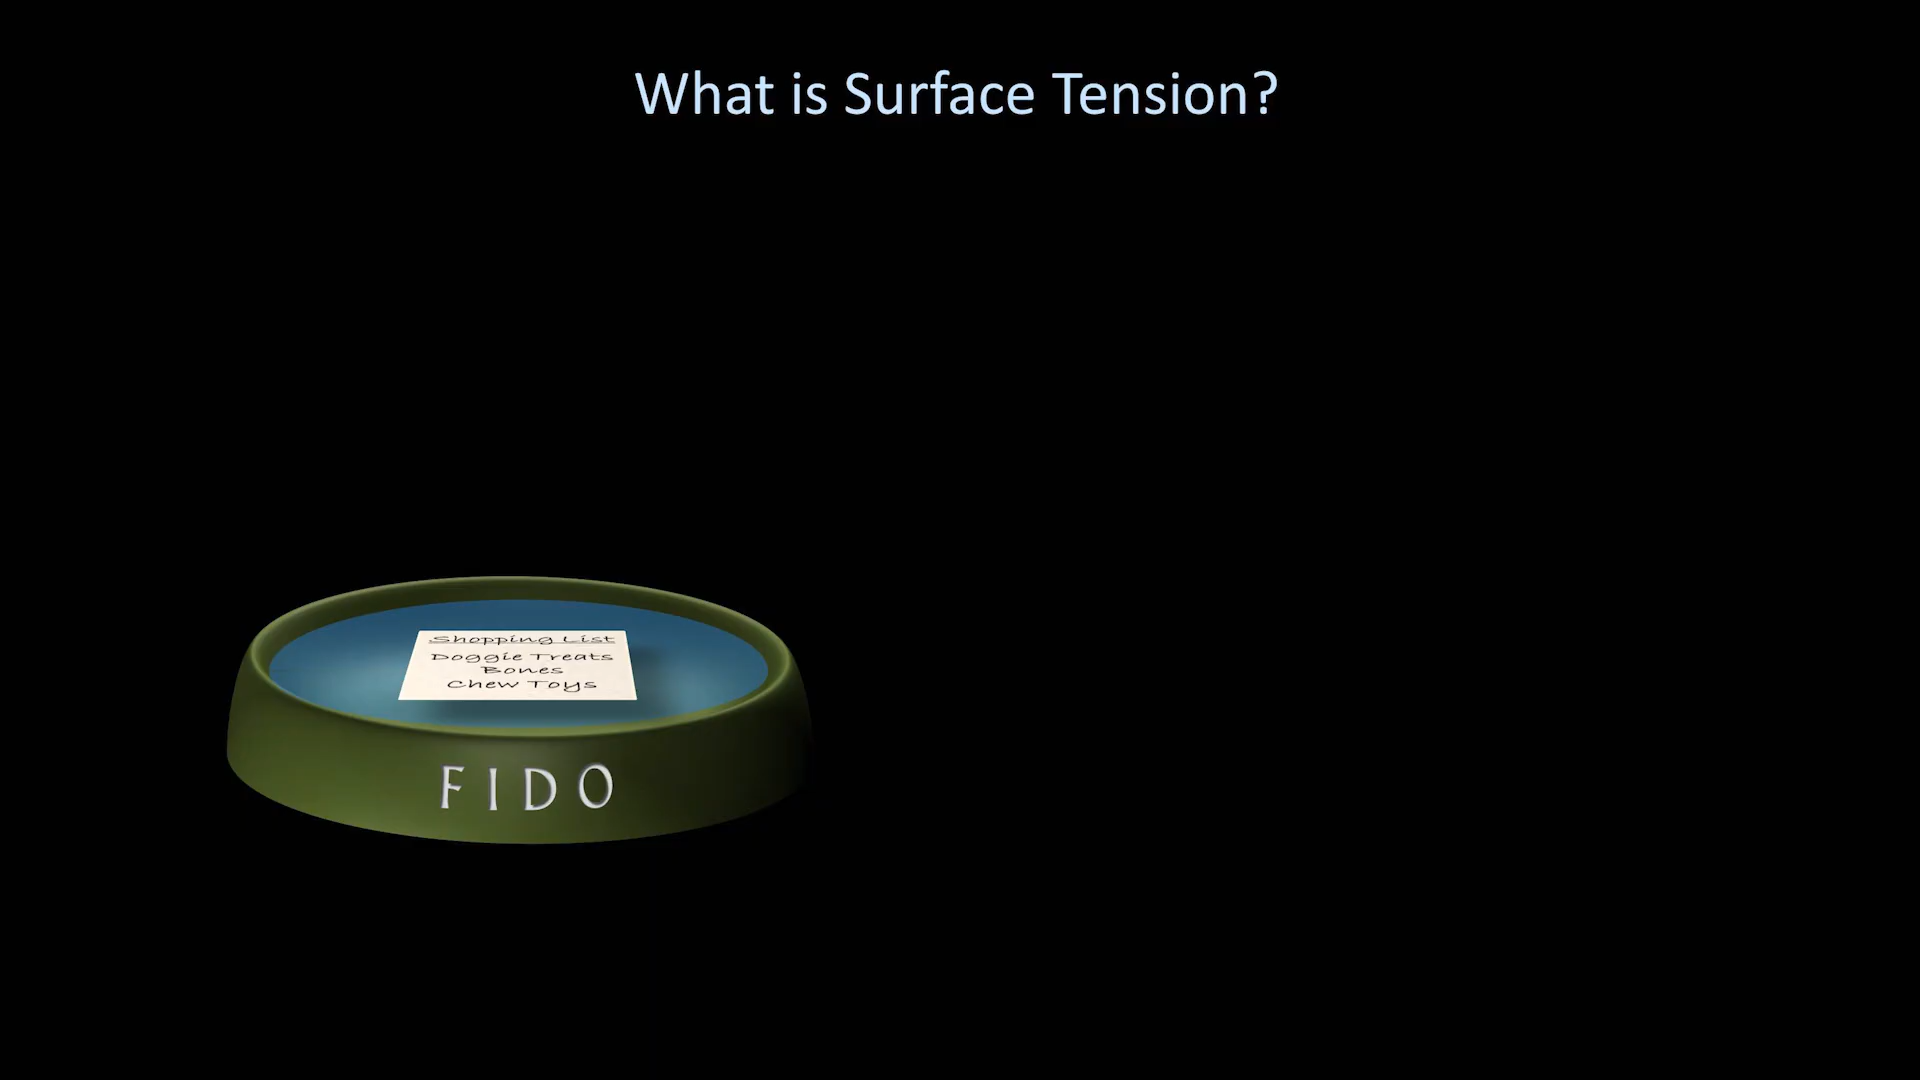 What is Surface Tension?
Shopping List
Doggie Treats
Bones
Chew Toys
FIDO